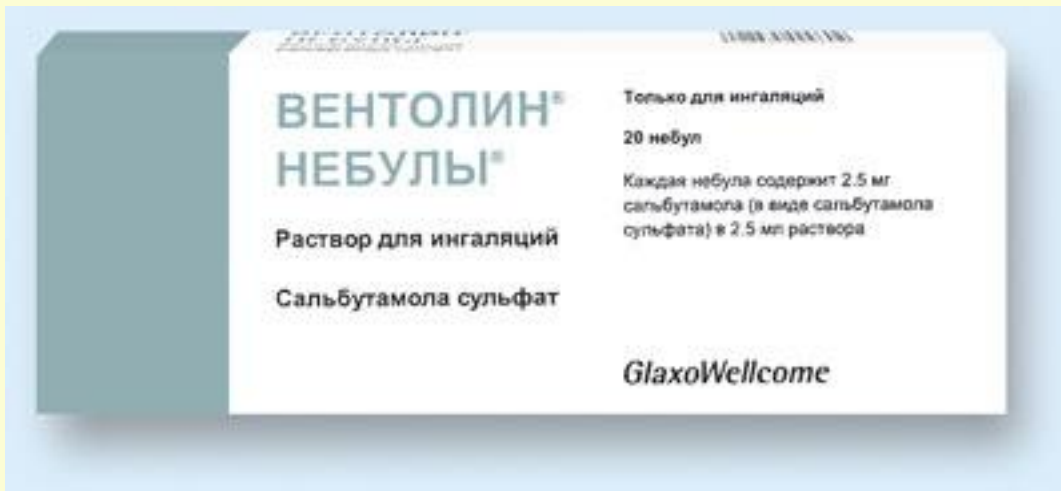 ВЕНТОЛИН®
НЕБУЛЫ®
Раствор для ингаляций
Сальбутамола сульфат
Только для ингаляций
20 небул
Каждая небула содержит 2.5 мг
сальбутамола (в виде сальбутамола
сульфата) в 2.5 мл раствора
GlaxoWellcome